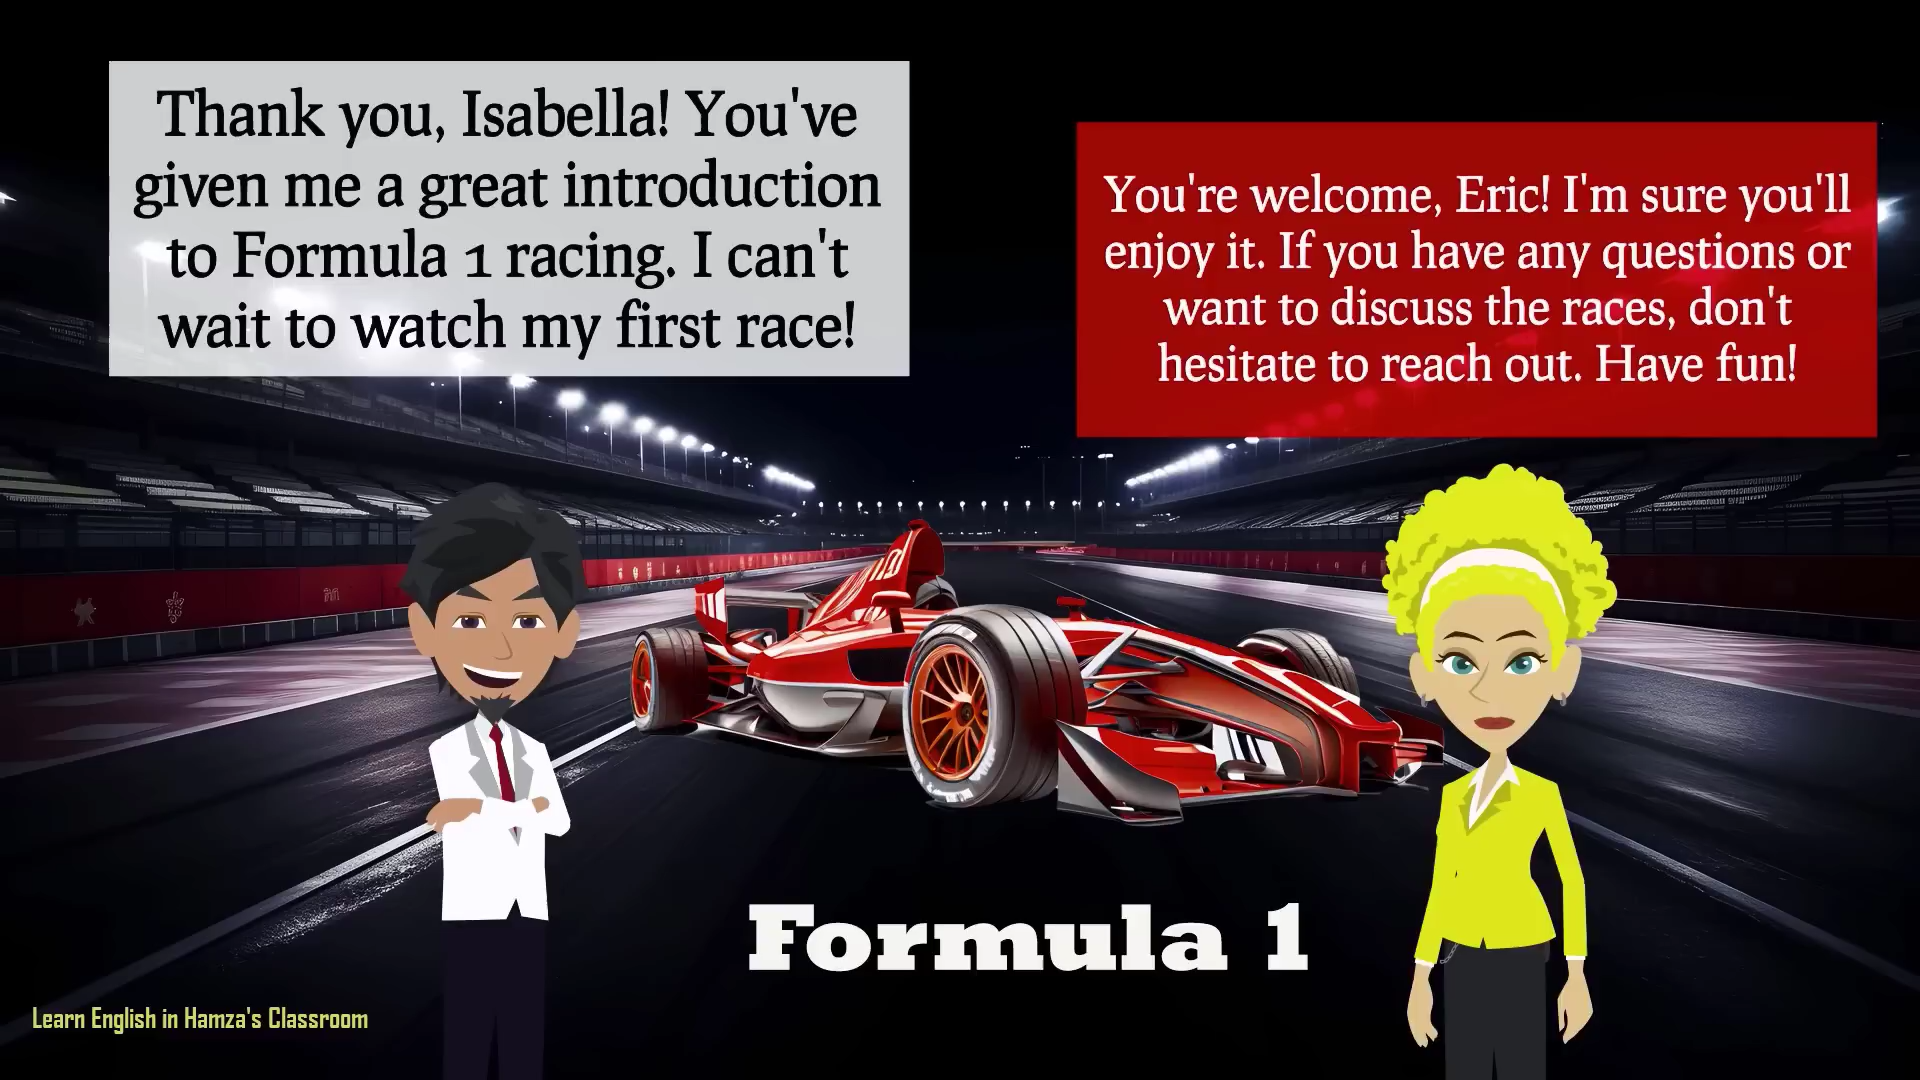 Thank you, Isabella! You've
given me a great introduction
to Formula 1 racing. I can't
wait to watch my first race!
You're welcome, Eric! I'm sure you'll
enjoy it. If you have any questions or
want to discuss the races, don't
hesitate to reach out. Have fun!
Formula 1
Learn English in Hamza's Classroom